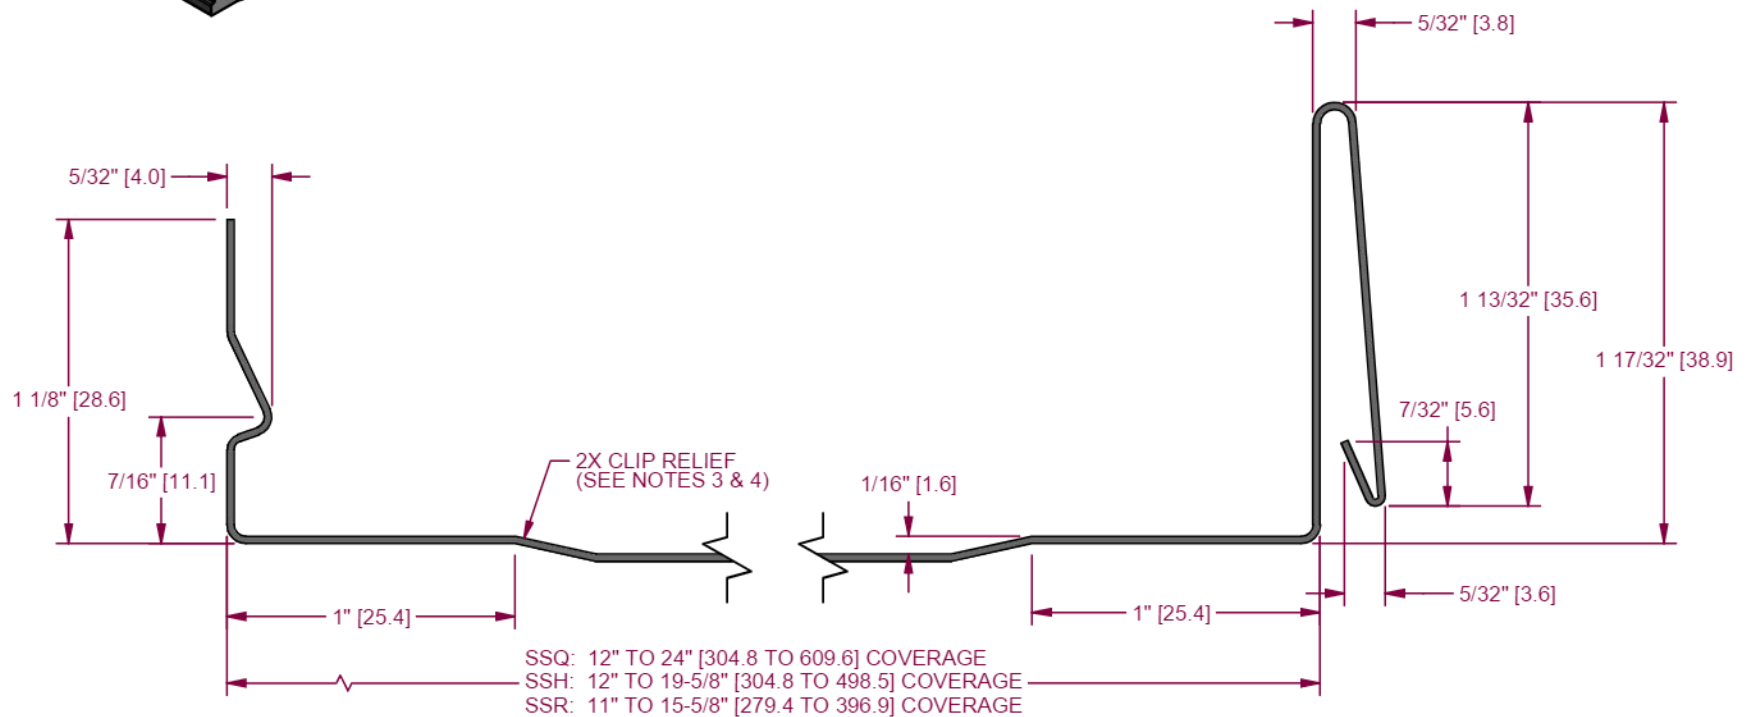 5/32" [3.8]
5/32" [4.0]
1 13/32" [35.6]
1 17/32" [38.9]
1 1/8" [28.6]
7/32" [5.6]
7/16" [11.1]
2X CLIP RELIEF
(SEE NOTES 3 & 4)
1/16" [1.6]
5/32" [3.6]
1" [25.4]
1" [25.4]
SSQ: 12" TO 24" [304.8 TO 609.6] COVERAGE
SSH: 12" TO 19-5/8" [304.8 TO 498.5] COVERAGE
SSR: 11" TO 15-5/8" [279.4 TO 396.9] COVERAGE